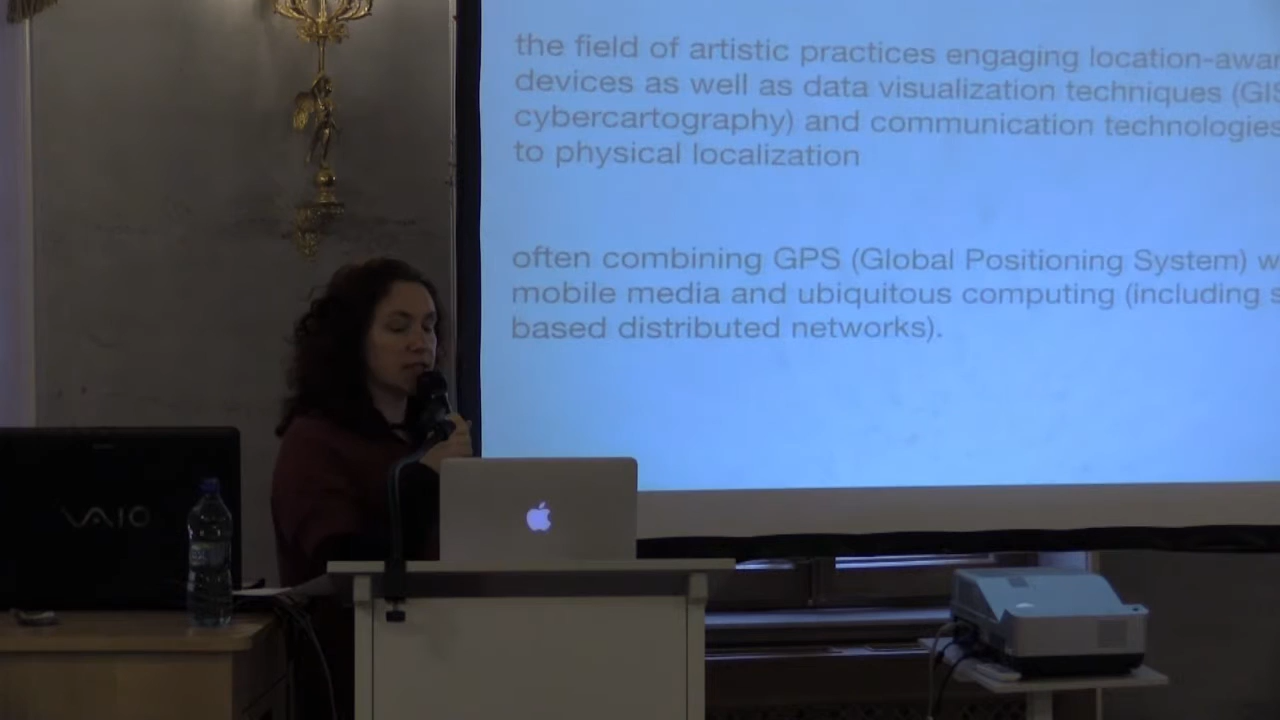 the field of artistic practices engaging location-awar
devices as well as data visualization techniques (GIS
cybercartography) and communication technologies
to physical localization
often combining GPS (Global Positioning System) w
mobile media and ubiquitous computing (including s
based distributed networks).
VAIO